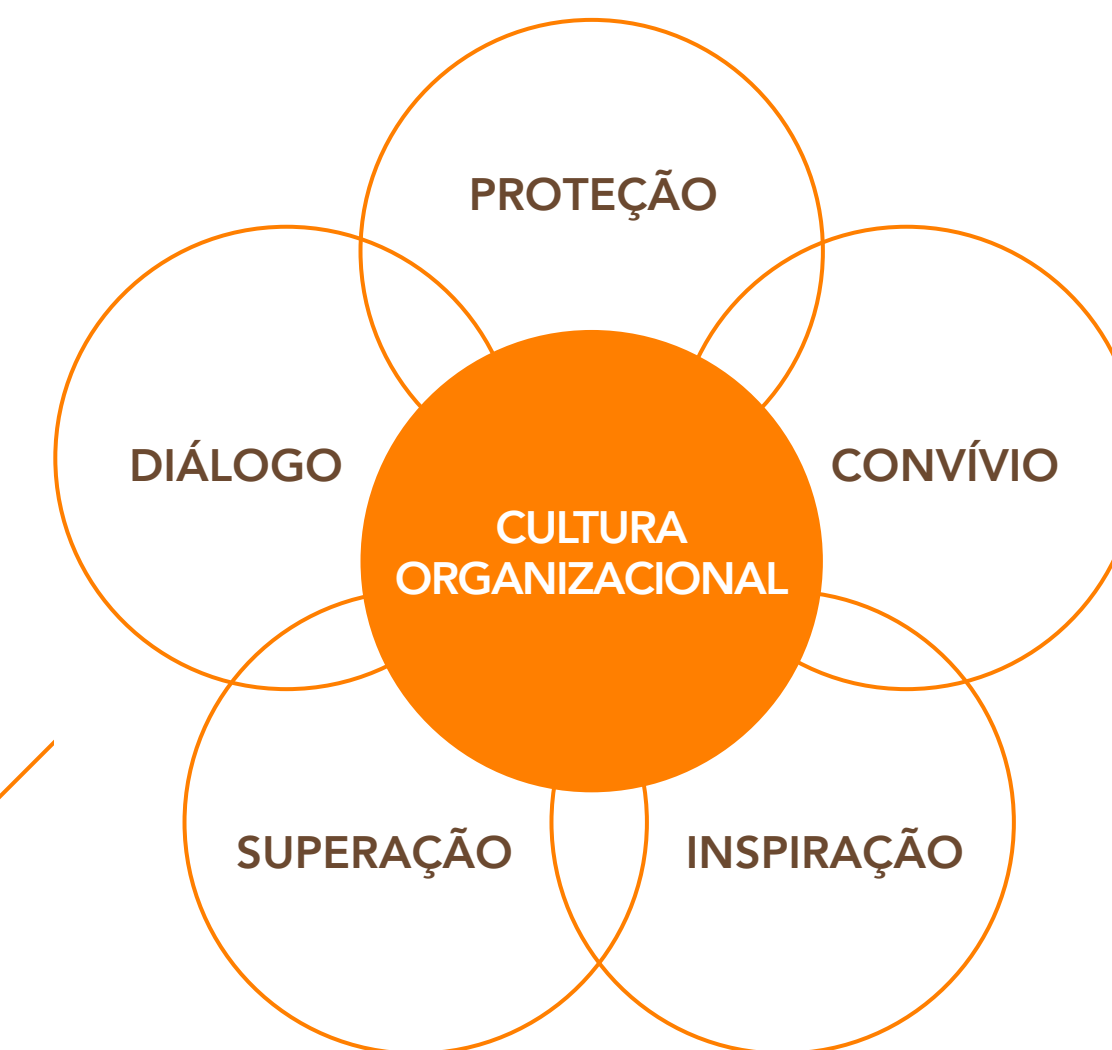 PROTEÇÃO
DIÁLOGO
CONVÍVIO
CULTURA
ORGANIZACIONAL
SUPERAÇÃO
INSPIRAÇÃO